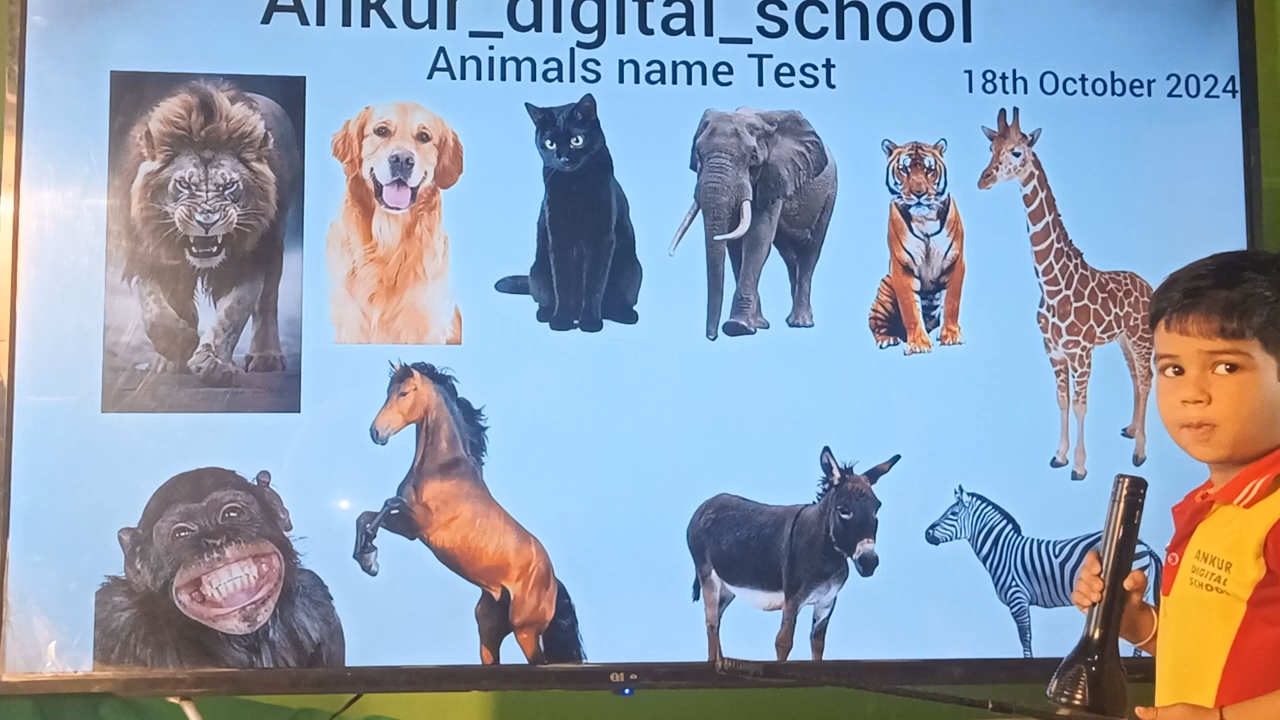 Ankur_digital_school
Animals name Test
18th October 2024
ANKUR
DIGITAL
SCHOOL